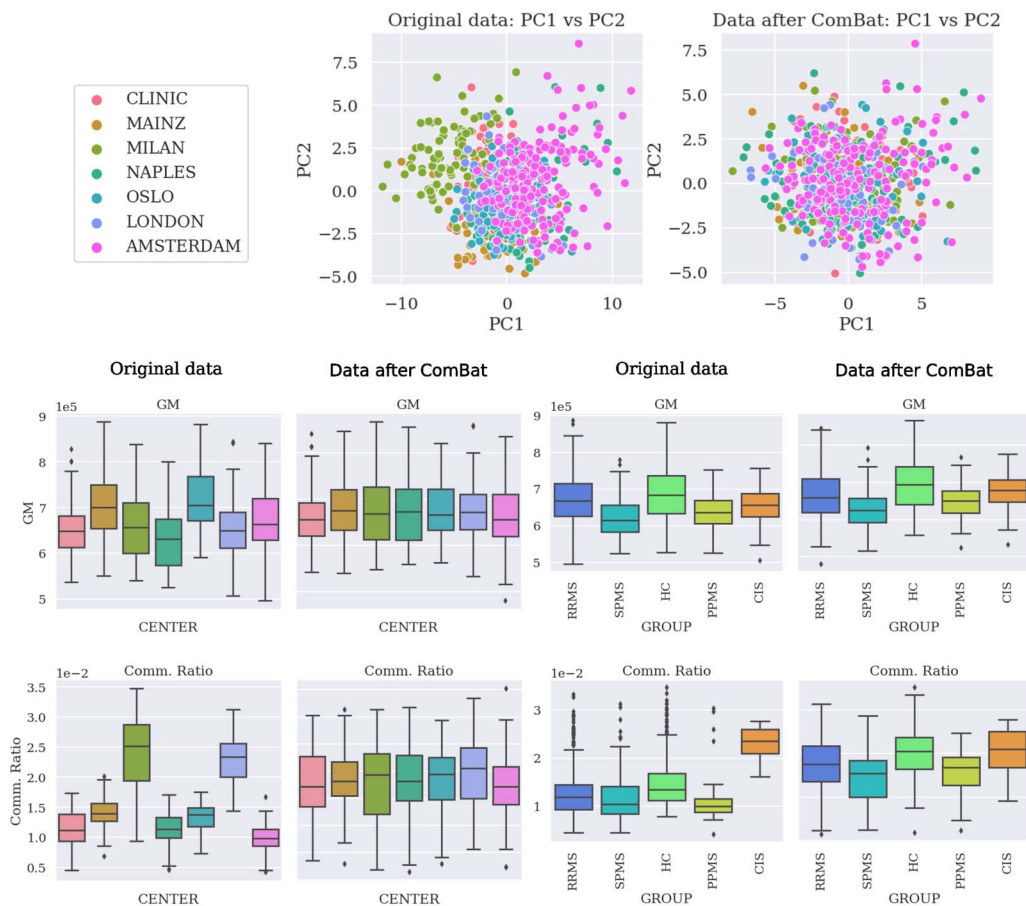 Original data: PC1 vs PC2
Data after ComBat: PC1 vs PC2
CLINIC
MAINZ
MILAN
NAPLES
OSLO
LONDON
AMSTERDAM
PC2
7.5
5.0
2.5
0.0
−2.5
−5.0
−10
0
10
PC1
PC2
7.5
5.0
2.5
0.0
−2.5
−5.0
−5
0
5
PC1
Original data
Data after ComBat
Original data
Data after ComBat
1e5
GM
GM
9
8
7
6
5
CENTER
GM
CENTER
1e5
GM
9
8
7
6
5
RRMS
SPMS
HC
PPMS
CIS
GROUP
GM
RRMS
SPMS
HC
PPMS
CIS
GROUP
1e−2
Comm. Ratio
Comm. Ratio
3.5
3.0
2.5
2.0
1.5
1.0
0.5
CENTER
Comm. Ratio
CENTER
1e−2
Comm. Ratio
3
2
1
RRMS
SPMS
HC
PPMS
CIS
GROUP
Comm. Ratio
RRMS
SPMS
HC
PPMS
CIS
GROUP